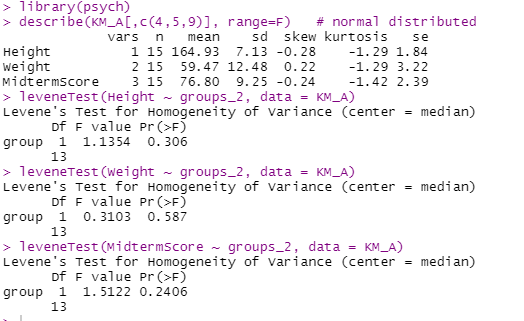 > library(psych)
> describe(KM_A[,c(4,5,9)], range=F)   # normal distributed
             vars  n   mean    sd  skew kurtosis   se
Height          1 15 164.93  7.13 -0.28    -1.29 1.84
Weight          2 15  59.47 12.48  0.22    -1.29 3.22
MidtermScore    3 15  76.80  9.25 -0.24    -1.42 2.39
> leveneTest(Height ~ groups_2, data = KM_A)
Levene's Test for Homogeneity of Variance (center = median)
      Df F value Pr(>F)
group  1  1.1354  0.306
      13
> leveneTest(Weight ~ groups_2, data = KM_A)
Levene's Test for Homogeneity of Variance (center = median)
      Df F value Pr(>F)
group  1  0.3103  0.587
      13
> leveneTest(MidtermScore ~ groups_2, data = KM_A)
Levene's Test for Homogeneity of Variance (center = median)
      Df F value Pr(>F)
group  1  1.5122 0.2406
      13
>